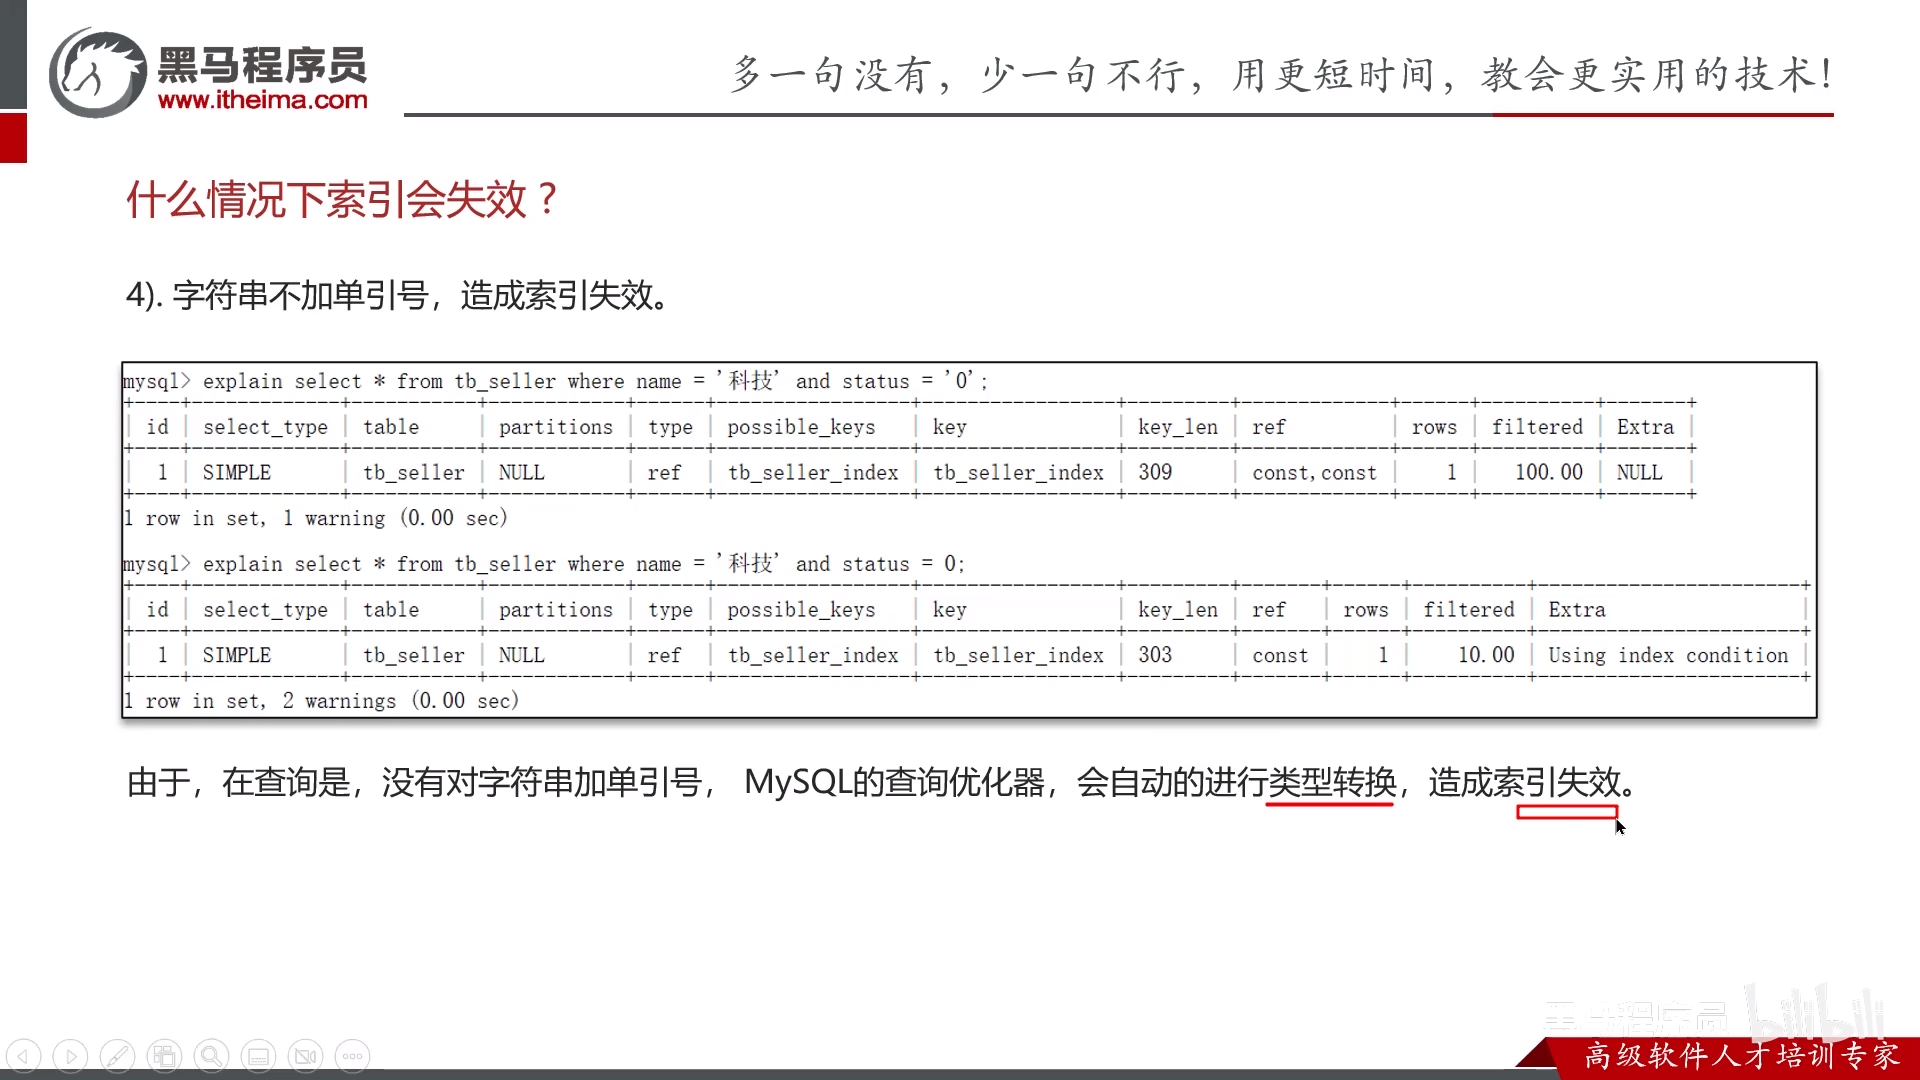 黑马程序员
www.itheima.com
多一句没有，少一句不行，用更短时间，教会更实用的技术！
什么情况下索引会失效？
4). 字符串不加单引号，造成索引失效。
mysql> explain select * from tb_seller where name = '科技' and status = '0';
| id | select_type | table | partitions | type | possible_keys | key | key_len | ref | rows | filtered | Extra |
| 1 | SIMPLE | tb_seller | NULL | ref | tb_seller_index | tb_seller_index | 309 | const,const | 1 | 100.00 | NULL |
1 row in set, 1 warning (0.00 sec)
mysql> explain select * from tb_seller where name = '科技' and status = 0;
| id | select_type | table | partitions | type | possible_keys | key | key_len | ref | rows | filtered | Extra |
| 1 | SIMPLE | tb_seller | NULL | ref | tb_seller_index | tb_seller_index | 303 | const | 1 | 10.00 | Using index condition |
1 row in set, 2 warnings (0.00 sec)
由于，在查询是，没有对字符串加单引号， MySQL的查询优化器，会自动的进行类型转换，造成索引失效。
黑马程序员 bilibili
高级软件人才培训专家